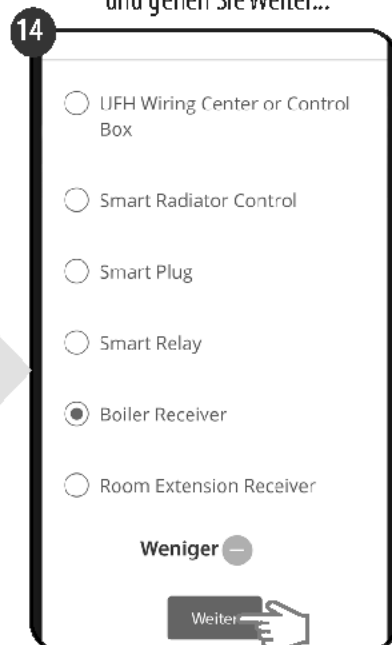 und gehen Sie Weiter...
14
UFH Wiring Center or Control
Box
Smart Radiator Control
Smart Plug
Smart Relay
Boiler Receiver
Room Extension Receiver
Weniger
Weiter